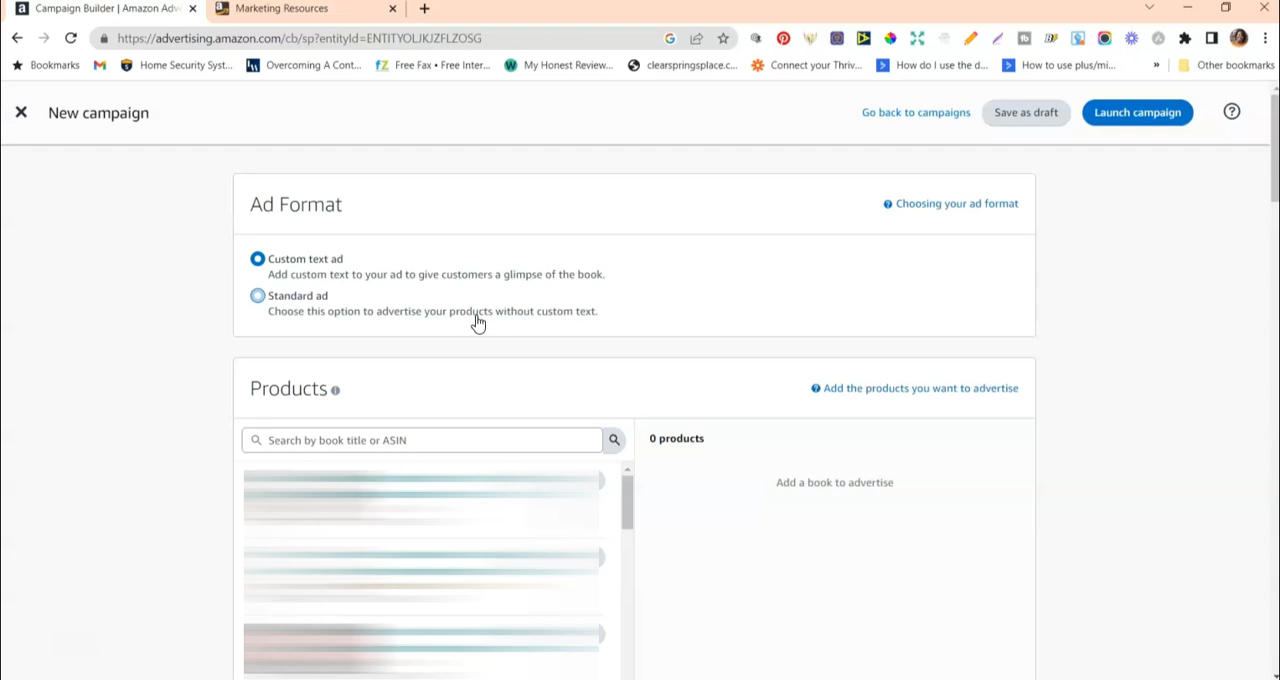 Campaign Builder | Amazon Adv
Marketing Resources
https://advertising.amazon.com/cb/sp?entityId=ENTITYOLJKJZFLZOSG
Bookmarks
Home Security Syst...
Overcoming A Cont...
Free Fax • Free Inter...
My Honest Review...
clearspringsplace.c...
Connect your Thriv...
How do I use the d...
How to use plus/mi...
»
Other bookmarks
New campaign
Go back to campaigns
Save as draft
Launch campaign
Ad Format
Choosing your ad format
Custom text ad
Add custom text to your ad to give customers a glimpse of the book.
Standard ad
Choose this option to advertise your products without custom text.
Products
Add the products you want to advertise
Search by book title or ASIN
0 products
Add a book to advertise